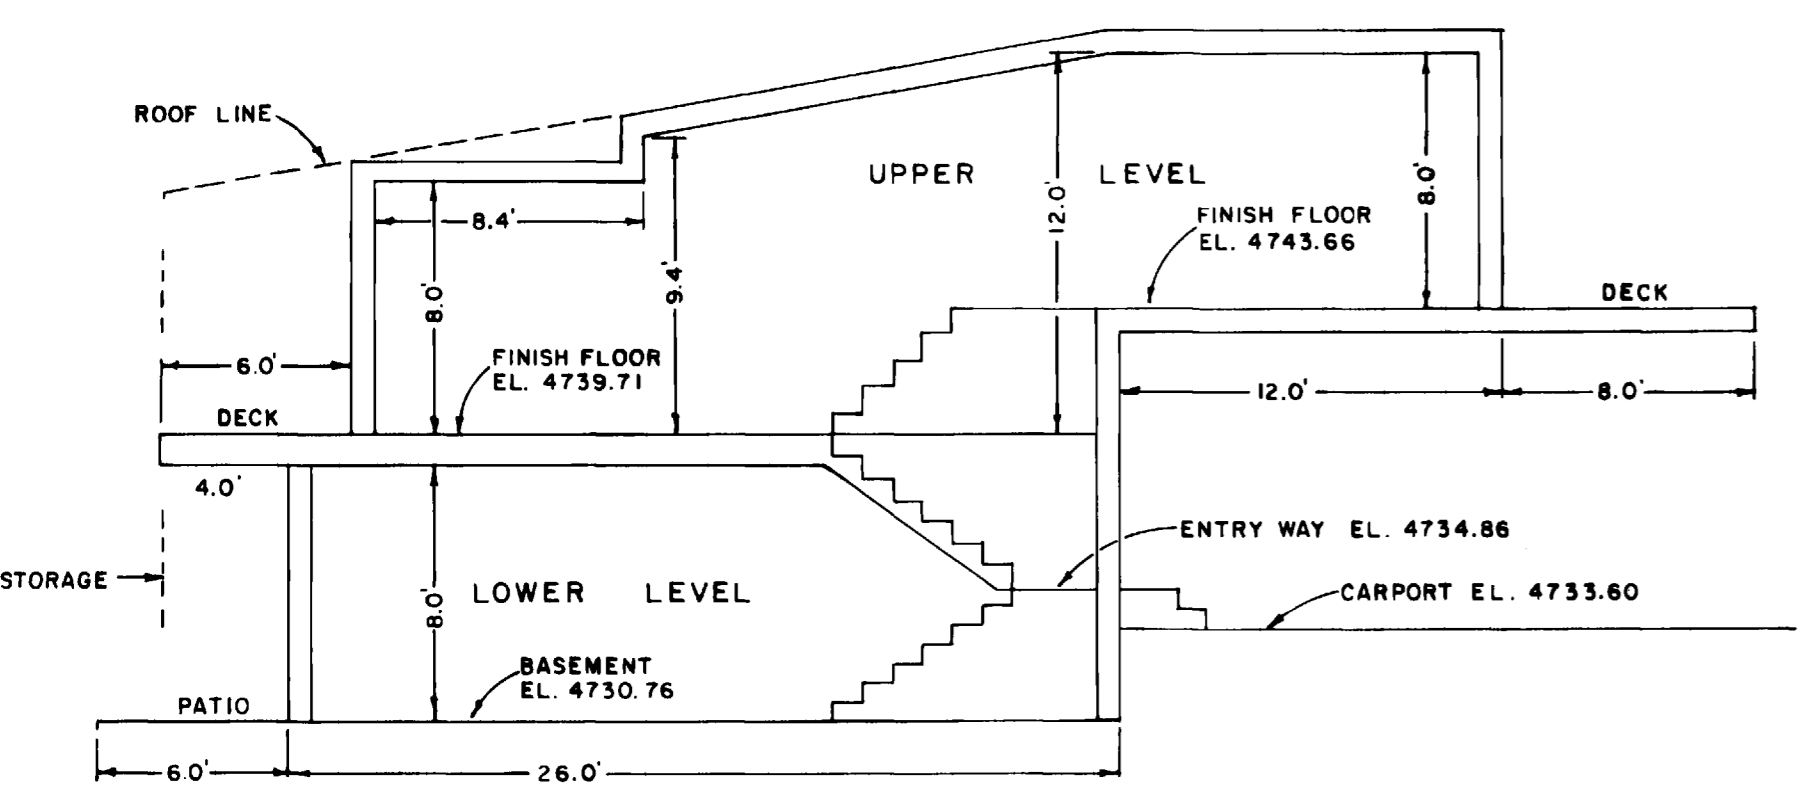 ROOF LINE
UPPER LEVEL
8.0'
12.0'
FINISH FLOOR
EL. 4743.66
8.4'
9.4'
8.0'
DECK
FINISH FLOOR
EL. 4739.71
6.0'
12.0'
8.0'
DECK
4.0'
ENTRY WAY EL. 4734.86
STORAGE
LOWER LEVEL
8.0'
CARPORT EL. 4733.60
BASEMENT
EL. 4730.76
PATIO
6.0'
26.0'